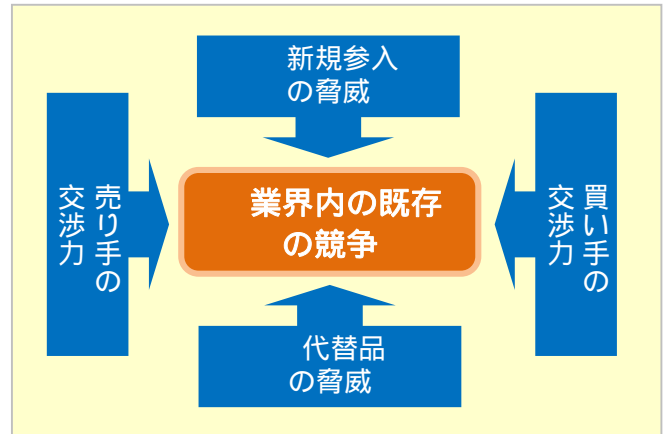 新規参入
の脅威
売り手の
交渉力
業界内の既存
の競争
買い手の
交渉力
代替品
の脅威